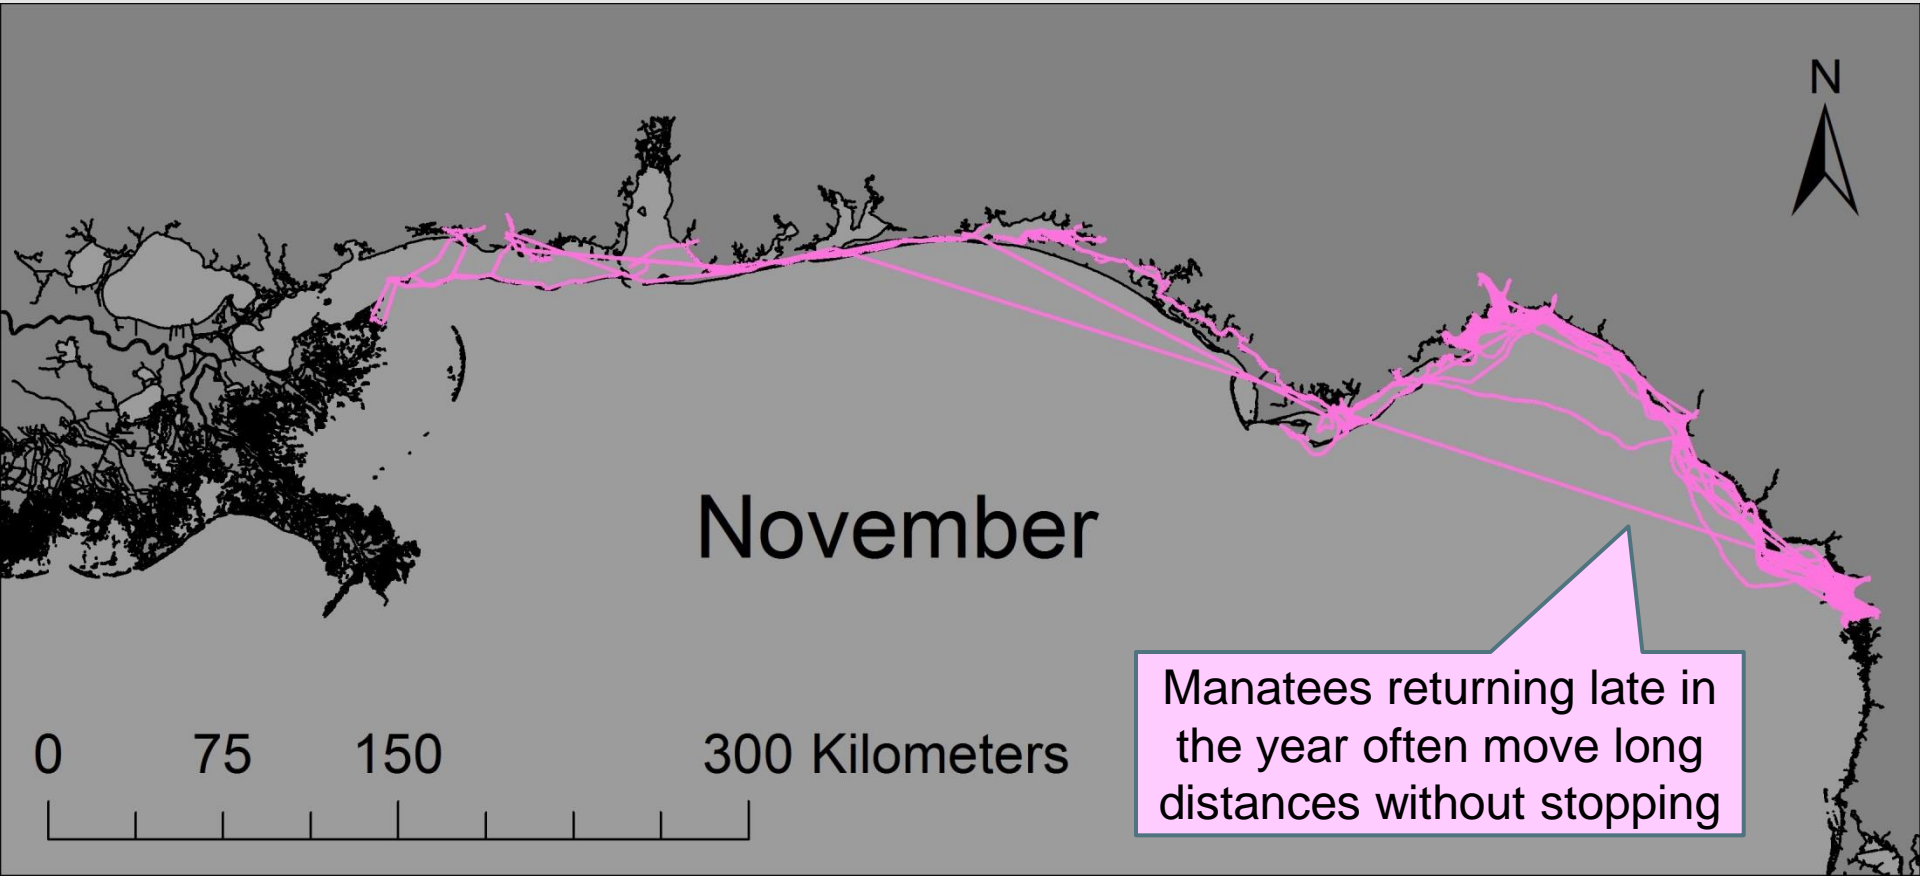 N
November
0 75 150 300 Kilometers
Manatees returning late in
the year often move long
distances without stopping